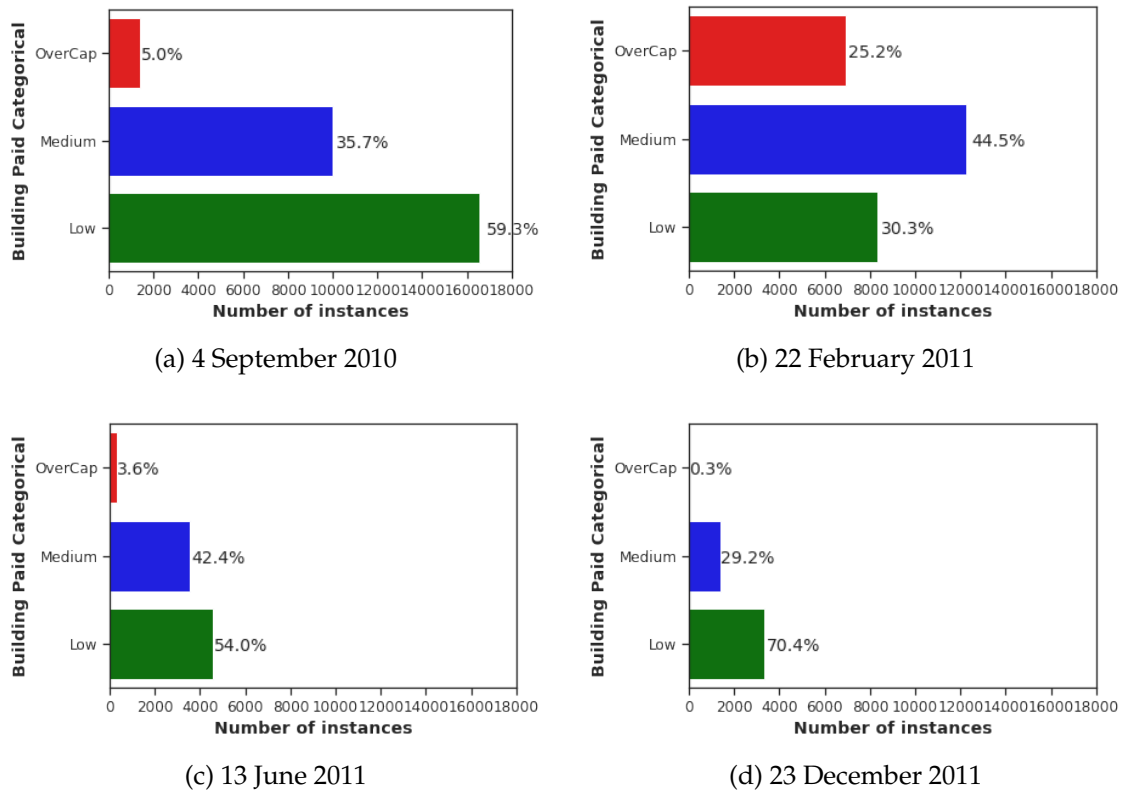 Building Paid Categorical
OverCap
5.0%
Medium
35.7%
Low
59.3%
0 2000 4000 6000 8000 10000 12000 14000 16000 18000
Number of instances
(a) 4 September 2010
Building Paid Categorical
OverCap
25.2%
Medium
44.5%
Low
30.3%
0 2000 4000 6000 8000 10000 12000 14000 16000 18000
Number of instances
(b) 22 February 2011
Building Paid Categorical
OverCap
3.6%
Medium
42.4%
Low
54.0%
0 2000 4000 6000 8000 10000 12000 14000 16000 18000
Number of instances
(c) 13 June 2011
Building Paid Categorical
OverCap
0.3%
Medium
29.2%
Low
70.4%
0 2000 4000 6000 8000 10000 12000 14000 16000 18000
Number of instances
(d) 23 December 2011